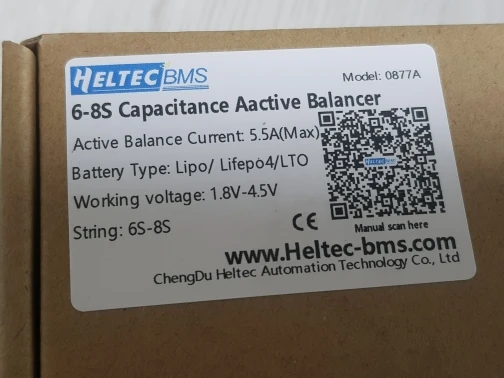 HELTEC BMS
Model: 0877A
6-8S Capacitance Aactive Balancer
Active Balance Current: 5.5A(Max)
Battery Type: Lipo/ Lifepo4/LTO
Working voltage: 1.8V-4.5V
String: 6S-8S
CE
Manual scan here
www.Heltec-bms.com
ChengDu Heltec Automation Technology Co., Ltd